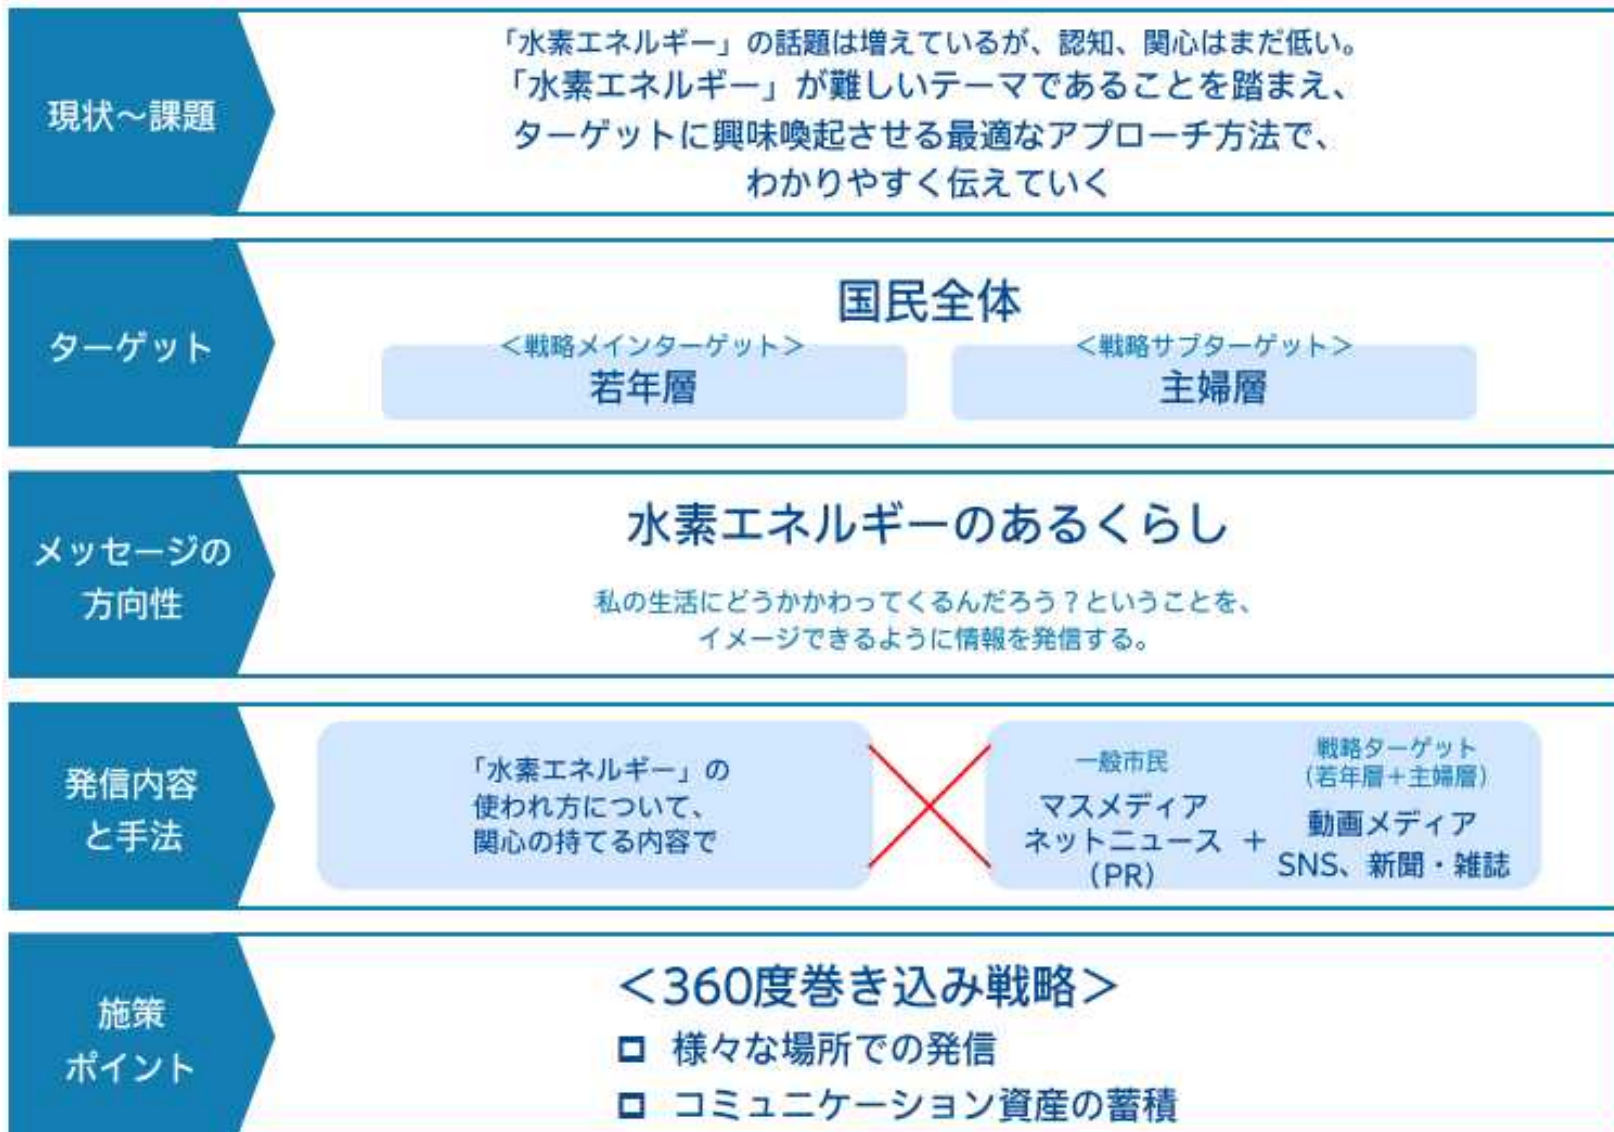 現状～課題
「水素エネルギー」の話題は増えているが、認知、関心はまだ低い。
「水素エネルギー」が難しいテーマであることを踏まえ、
ターゲットに興味喚起させる最適なアプローチ方法で、
わかりやすく伝えていく
ターゲット
国民全体
＜戦略メインターゲット＞
若年層
＜戦略サブターゲット＞
主婦層
メッセージの
方向性
水素エネルギーのあるくらし
私の生活にどうかかわってくるんだろう？ということを、
イメージできるように情報を発信する。
発信内容
と手法
「水素エネルギー」の
使われ方について、
関心の持てる内容で
一般市民
マスメディア
ネットニュース
（PR）
＋
戦略ターゲット
（若年層＋主婦層）
動画メディア
SNS、新聞・雑誌
施策
ポイント
＜360度巻き込み戦略＞
様々な場所での発信
コミュニケーション資産の蓄積